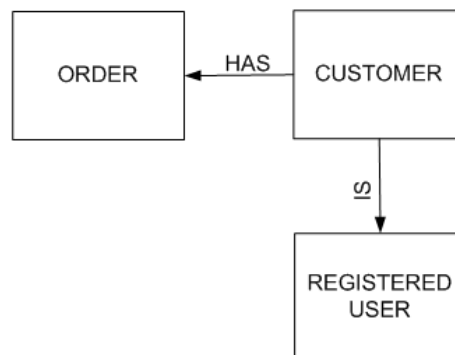 ORDER
HAS
CUSTOMER
IS
REGISTERED
USER